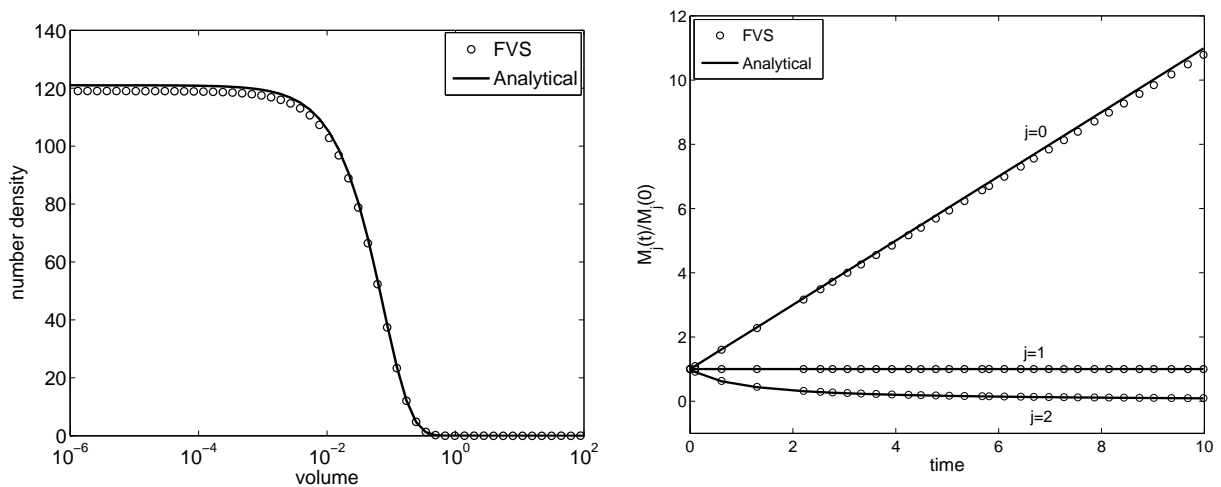 140
120
100
80
60
40
20
0
10^−6
10^−4
10^−2
10^0
10^2
number density
volume
FVS
Analytical
12
10
8
6
4
2
0
0
2
4
6
8
10
M_j(t)/M_j(0)
time
FVS
Analytical
j=0
j=1
j=2